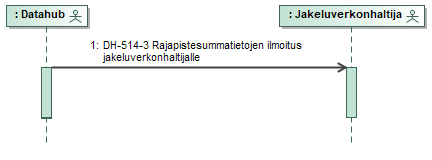 : Datahub
: Jakeluverkonhaltija
1: DH-514-3 Rajapistesummatietojen ilmoitus
jakeluverkonhaltijalle